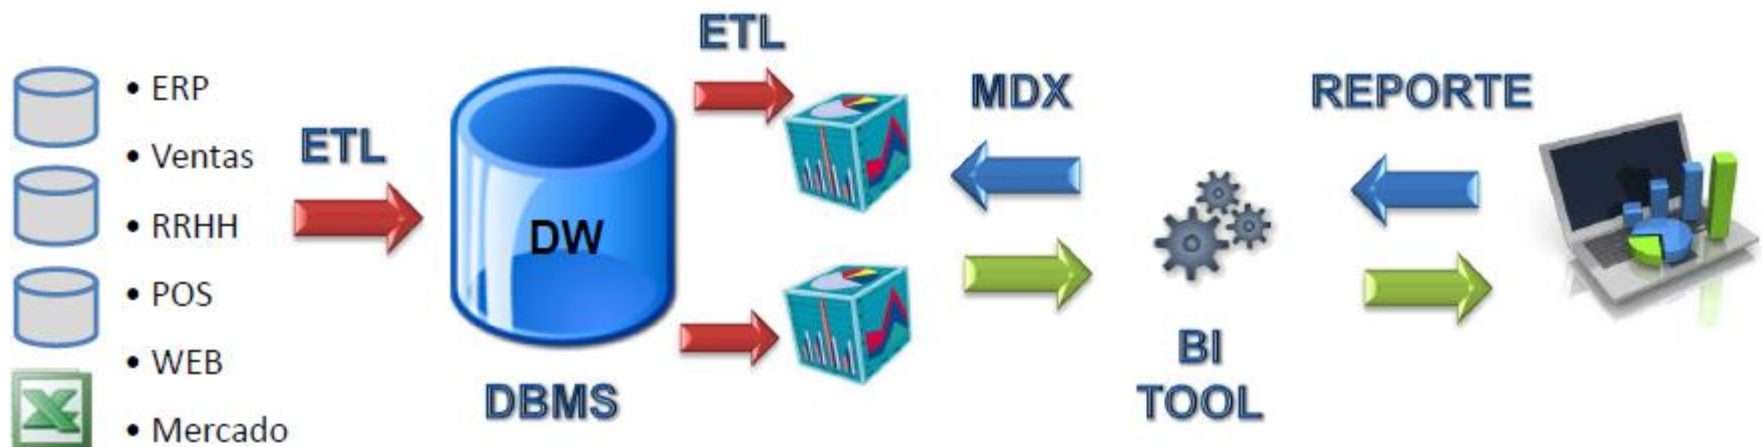 • ERP
• Ventas
• RRHH
• POS
• WEB
• Mercado
ETL
DW
DBMS
ETL
MDX
BI
TOOL
REPORTE